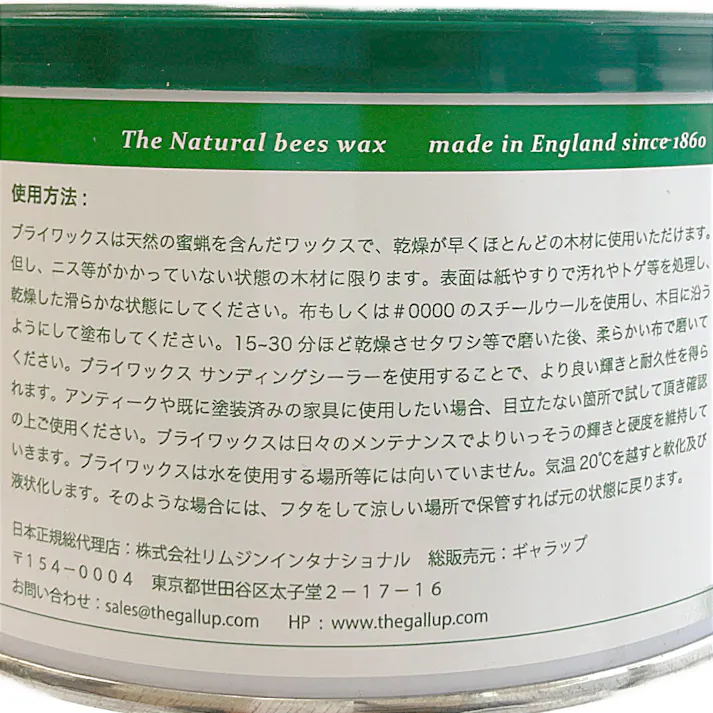 The Natural bees wax made in England since 1860
使用方法：
ブライワックスは天然の蜜蝋を含んだワックスで、乾燥が早くほとんどの木材に使用いただけます。
但し、ニス等がかかっていない状態の木材に限ります。表面は紙やすりで汚れやトゲ等を処理し、
乾燥した滑らかな状態にしてください。布もしくは＃0000のスチールウールを使用し、木目に沿う
ようにして塗布してください。15~30分ほど乾燥させタワシ等で磨いた後、柔らかい布で磨いて
ください。ブライワックス サンディングシーラーを使用することで、より良い輝きと耐久性を得ら
れます。アンティークや既に塗装済みの家具に使用したい場合、目立たない箇所で試して頂き確認
の上ご使用ください。ブライワックスは日々のメンテナンスでよりいっそうの輝きと硬度を維持して
いきます。ブライワックスは水を使用する場所等には向いていません。気温20℃を越すと軟化及び
液状化します。そのような場合には、フタをして涼しい場所で保管すれば元の状態に戻ります。
日本正規総代理店：株式会社リムジンインタナショナル 総販売元：ギャラップ
〒154－0004 東京都世田谷区太子堂２－17－16
お問い合わせ：sales@thegallup.com HP：www.thegallup.com